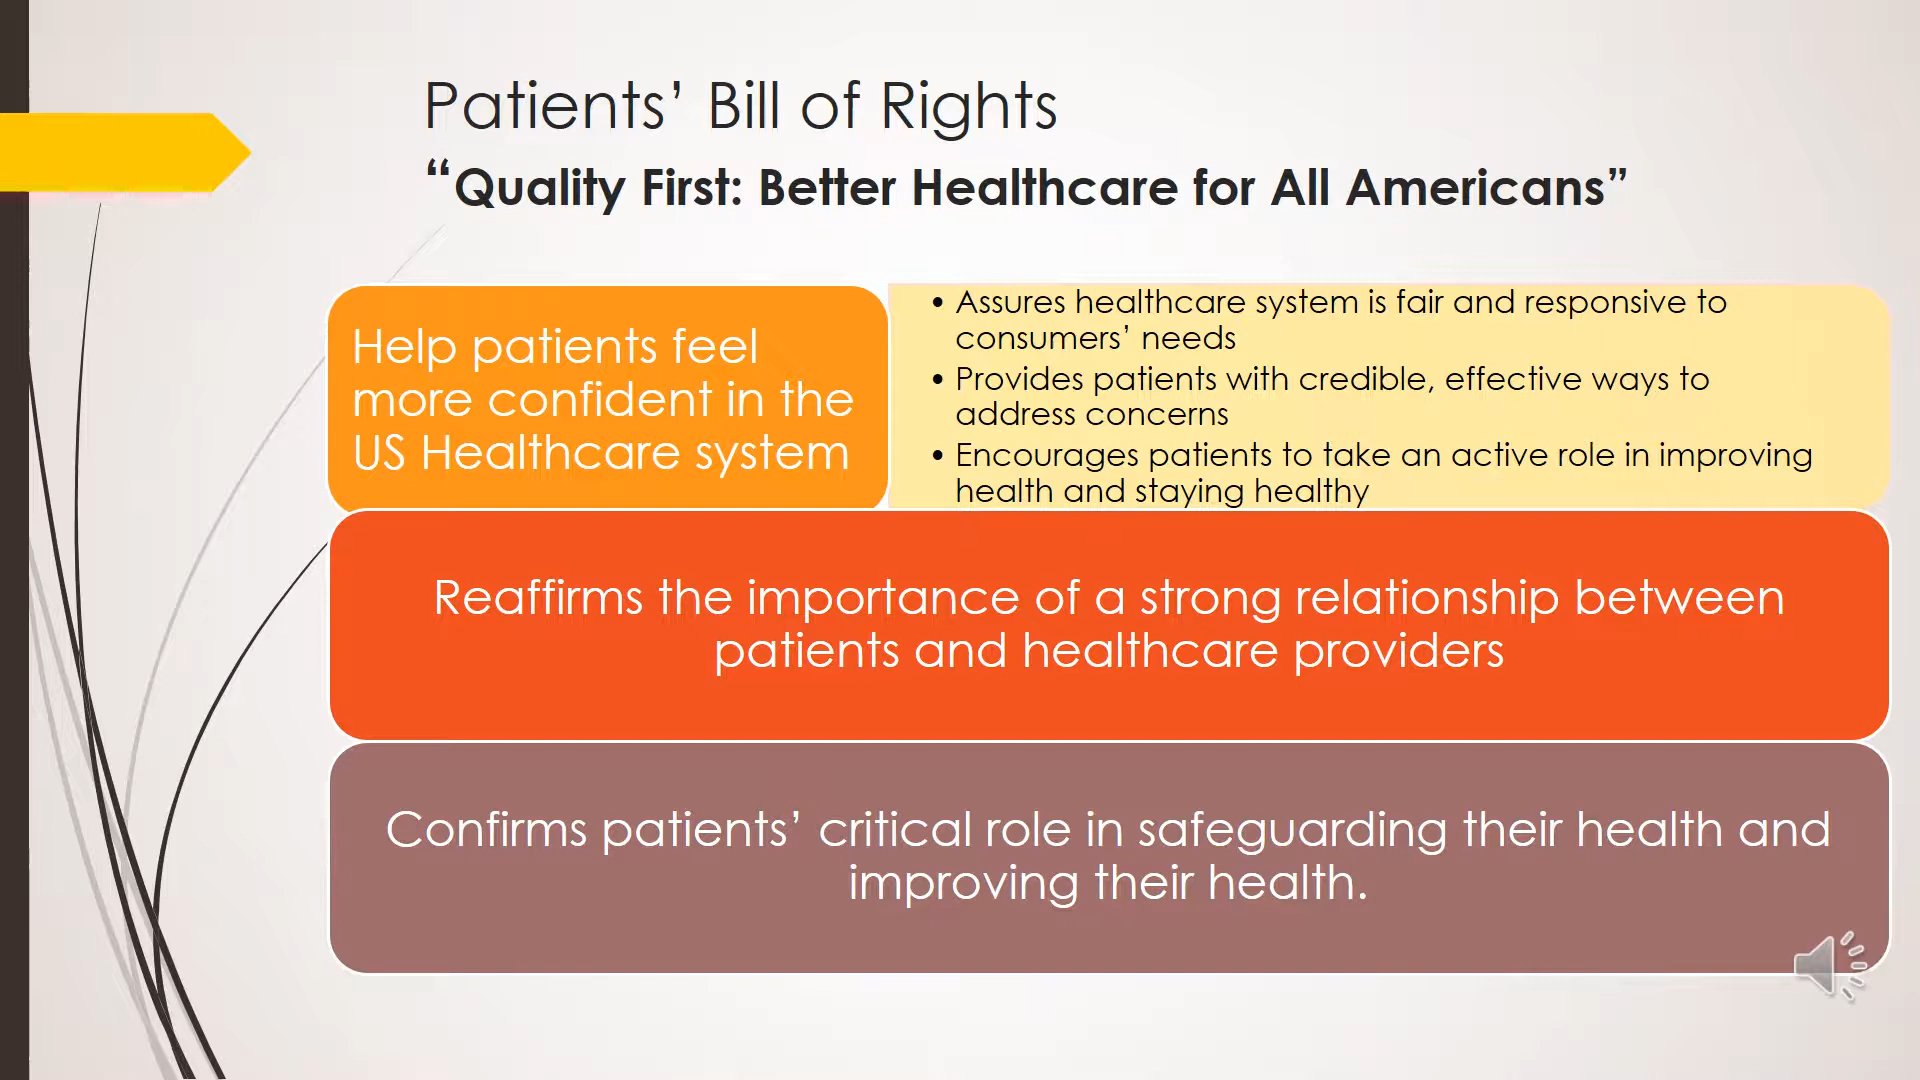 Patients’ Bill of Rights
“Quality First: Better Healthcare for All Americans”
Help patients feel
more confident in the
US Healthcare system
• Assures healthcare system is fair and responsive to
consumers’ needs
• Provides patients with credible, effective ways to
address concerns
• Encourages patients to take an active role in improving
health and staying healthy
Reaffirms the importance of a strong relationship between
patients and healthcare providers
Confirms patients’ critical role in safeguarding their health and
improving their health.